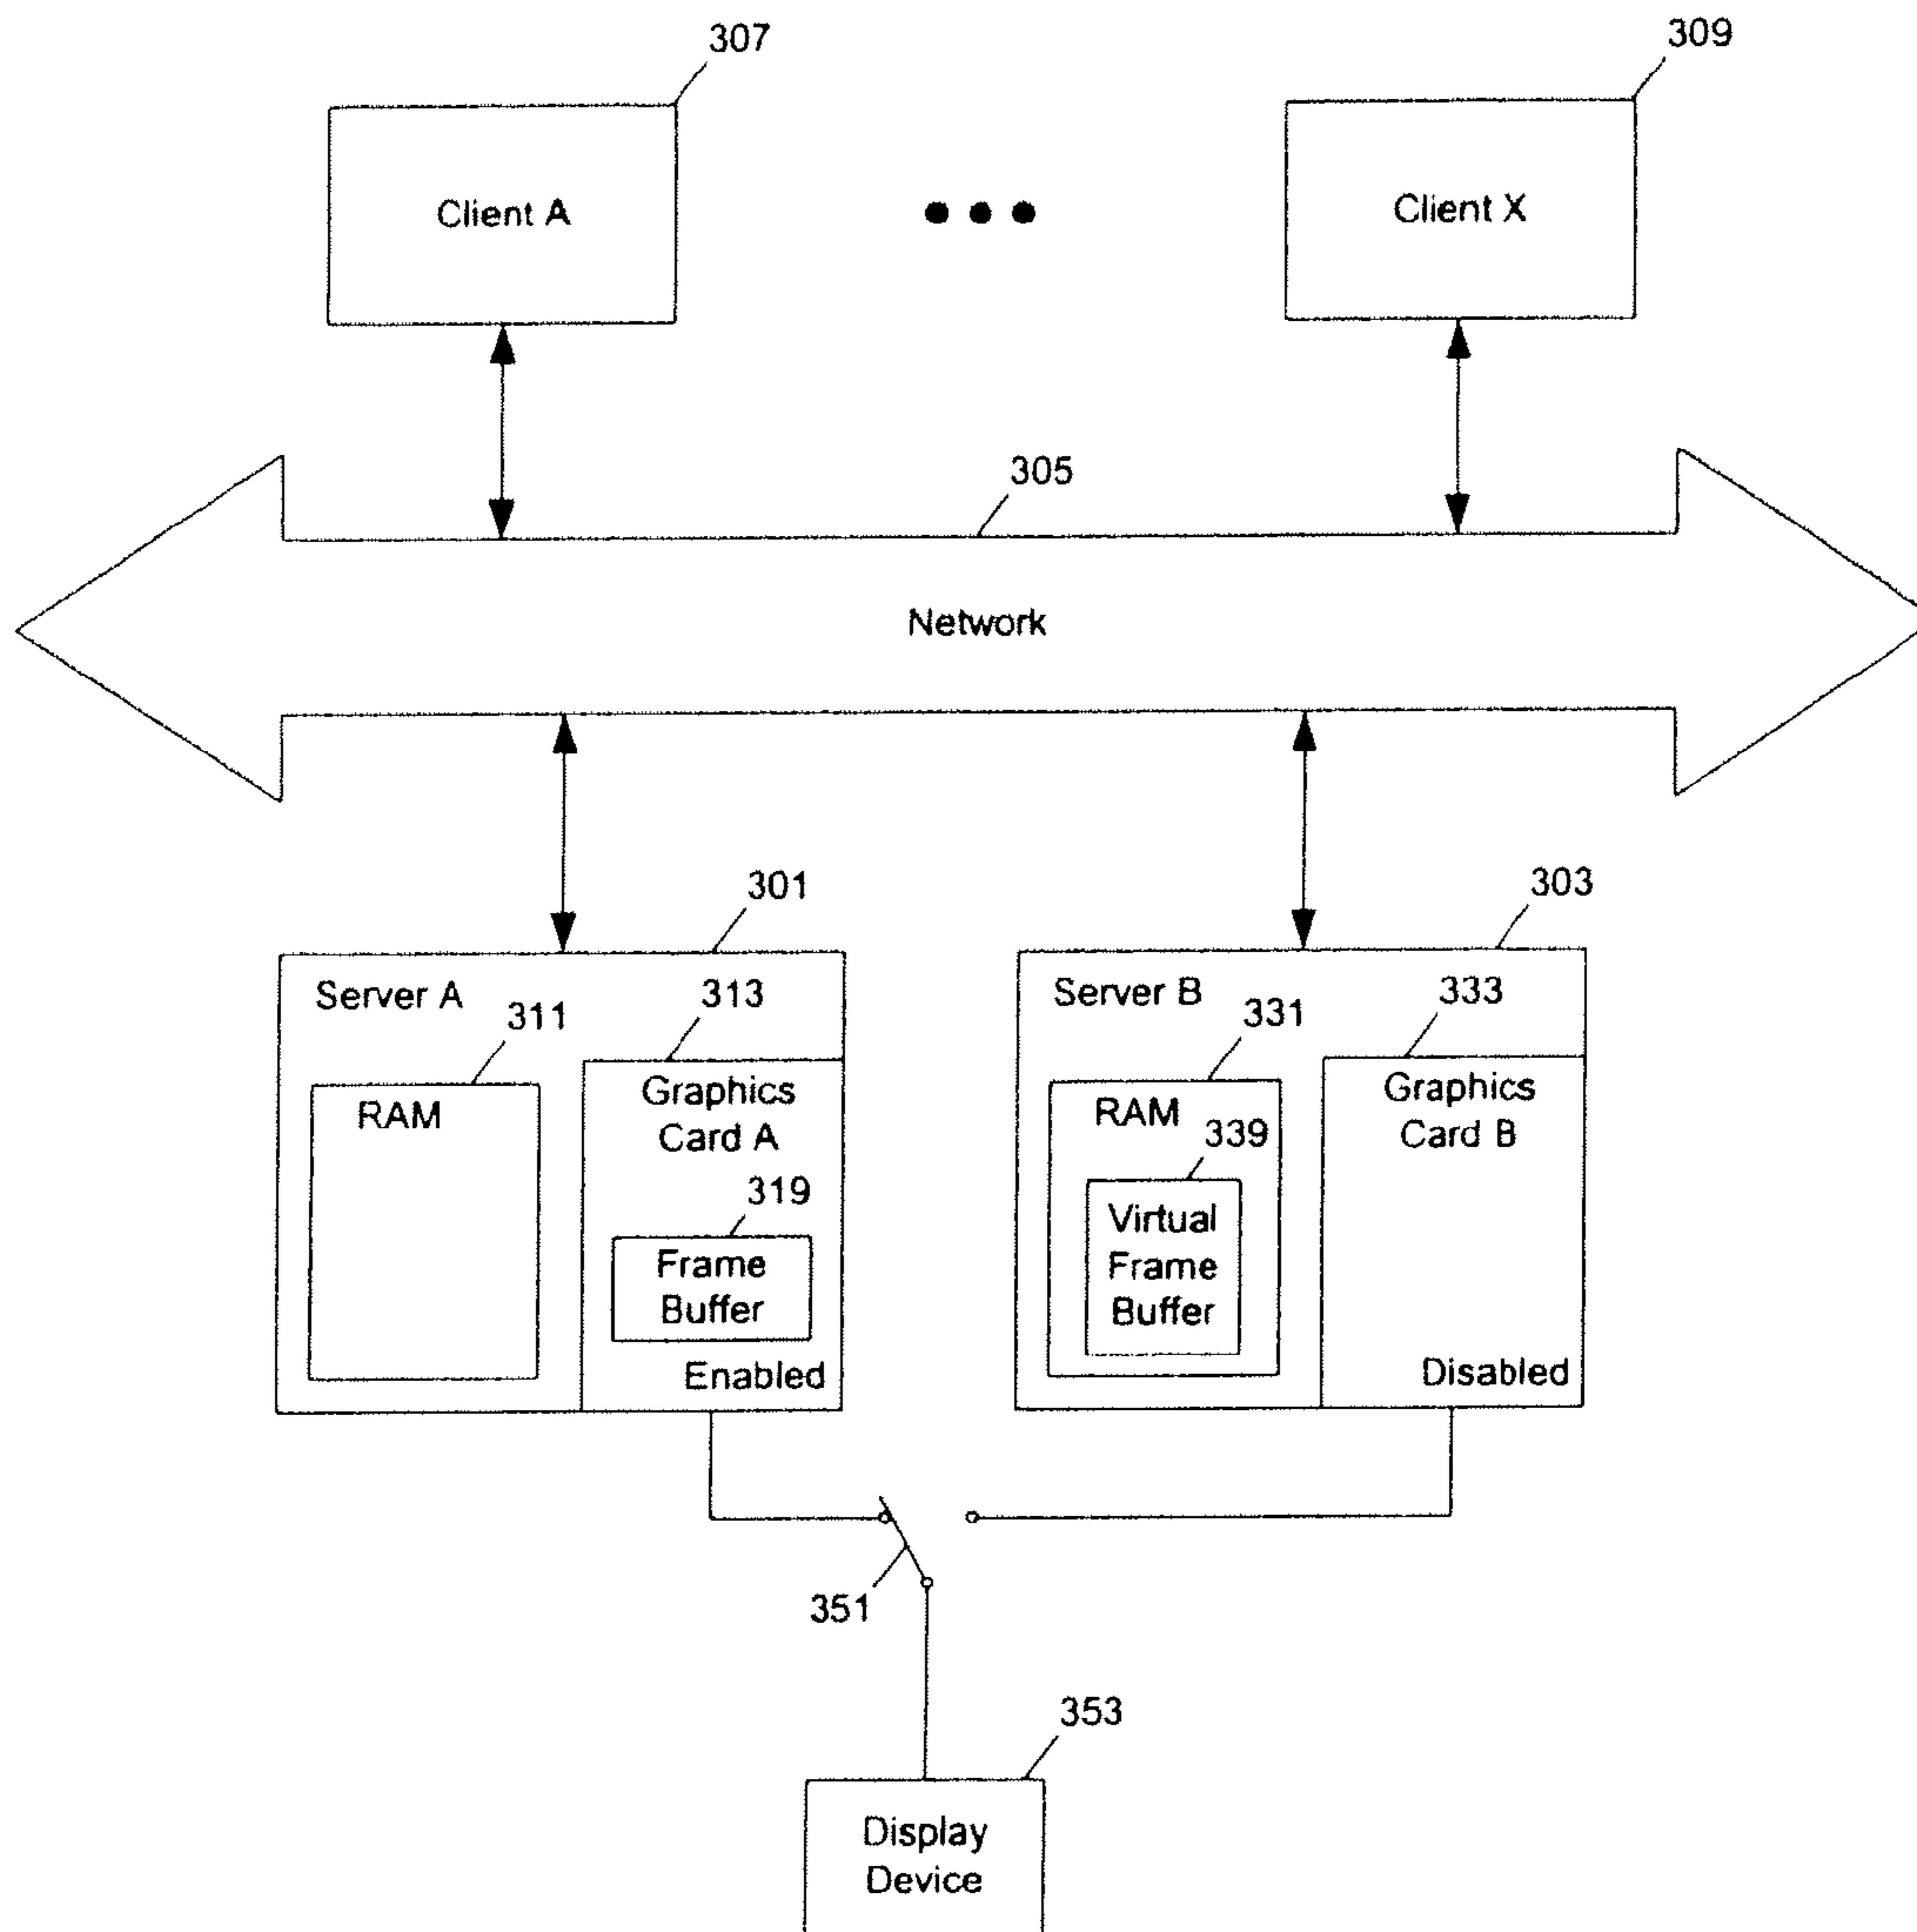 307
309
Client A
Client X
305
Network
301
303
Server A
313
311
Server B
333
331
RAM
Graphics
Card A
RAM
339
Graphics
Card B
319
Frame
Buffer
Virtual
Frame
Buffer
Enabled
Disabled
351
353
Display
Device